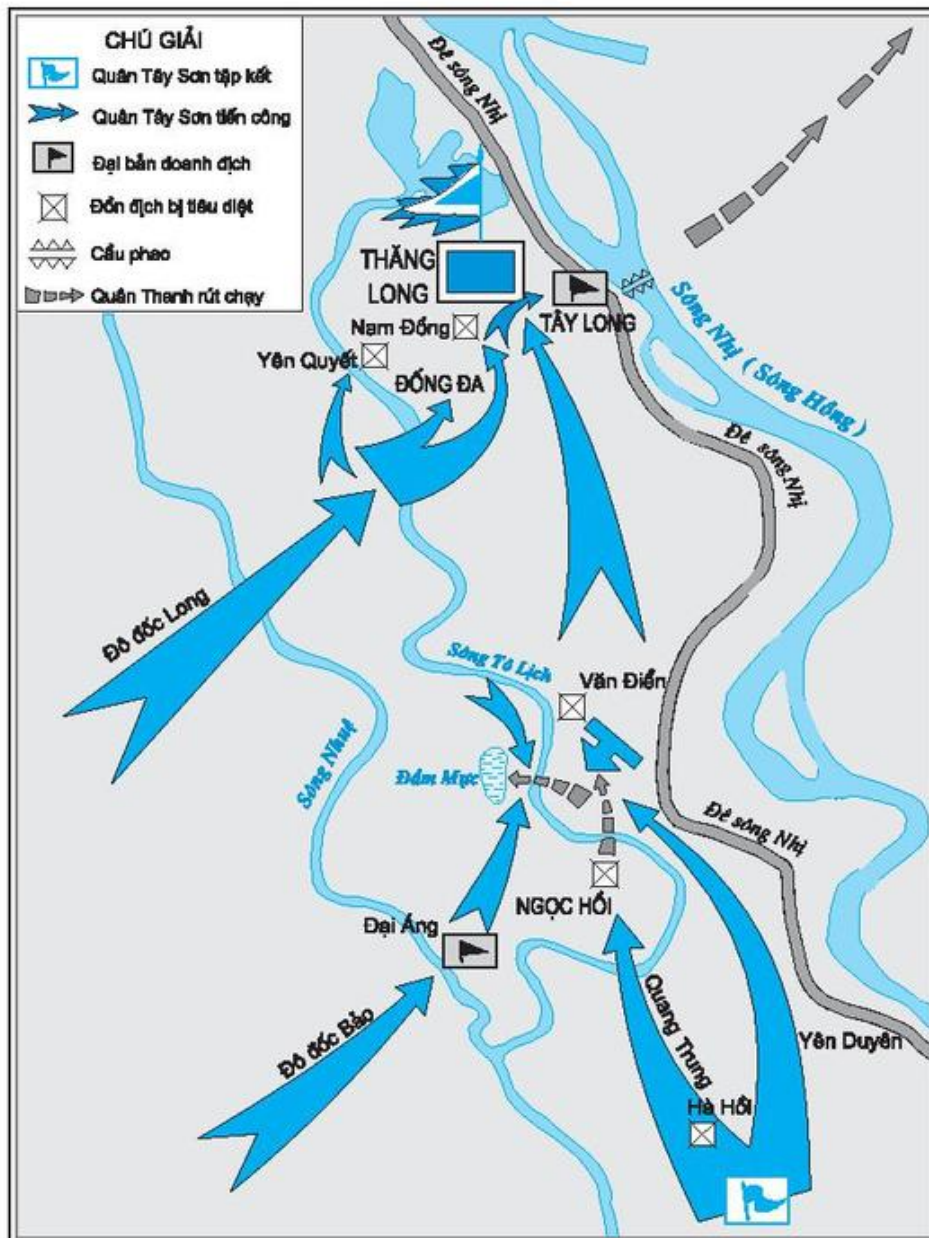 CHÚ GIẢI
Quân Tây Sơn tập kết
Quân Tây Sơn tiến công
Đại bản doanh địch
Đồn địch bị tiêu diệt
Cầu phao
Quân Thanh rút chạy
Đê sông Nhị
THĂNG
LONG
TÂY LONG
Nam Đồng
Yên Quyết
ĐỐNG ĐA
Sông Nhị ( Sông Hồng )
Đê sông Nhị
Đô đốc Long
Sông Tô Lịch
Văn Điển
Sông Nhuệ
Đầm Mực
Đê sông Nhị
NGỌC HỒI
Đại Áng
Đô đốc Bảo
Quang Trung
Yên Duyên
Hà Hồi